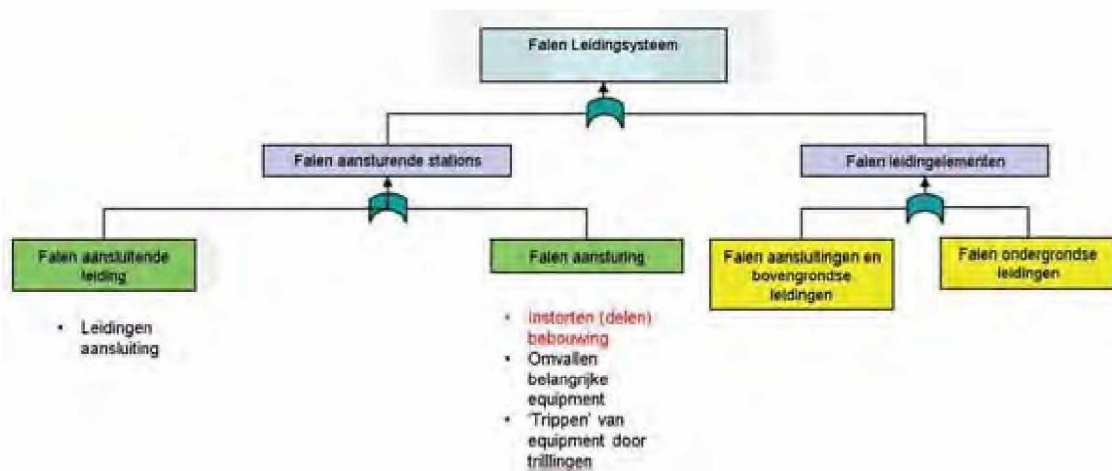 Falen Leidingsysteem
Falen aansturende stations
Falen leidingelementen
Falen aansluitende
leiding
Falen aansturing
Falen aansluitingen en
bovengrondse
leidingen
Falen ondergrondse
leidingen
• Leidingen
aansluiting
• Instorten (delen)
bebouwing
• Omvallen
belangrijke
equipment
• 'Trippen' van
equipment door
trilllingen